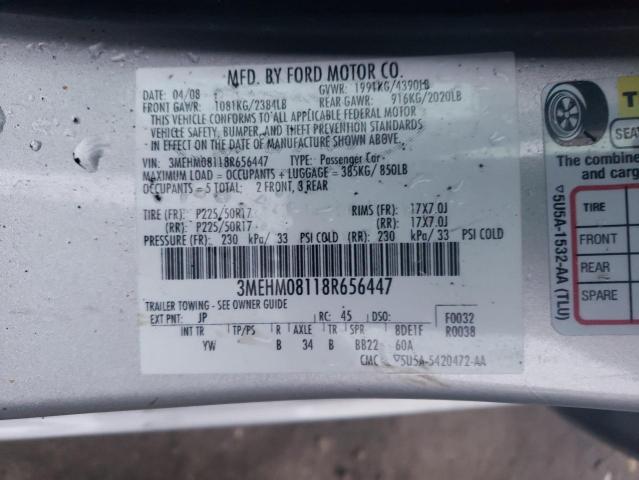 MFD. BY FORD MOTOR CO.
DATE: 04/08 GVWR: 1991KG/4390LB
FRONT GAWR: 1081KG/2384LB REAR GAWR: 916KG/2020LB
THIS VEHICLE CONFORMS TO ALL APPLICABLE FEDERAL MOTOR
VEHICLE SAFETY, BUMPER, AND THEFT PREVENTION STANDARDS
IN EFFECT ON THE DATE OF MANUFACTURE SHOWN ABOVE.
VIN: 3MEHM08118R656447 TYPE: Passenger Car
MAXIMUM LOAD = OCCUPANTS + LUGGAGE = 385KG/850LB
OCCUPANTS = 5 TOTAL: 2 FRONT, 3 REAR
TIRE (FR): P225/50R17 RIMS (FR): 17X7.0J
(RR): P225/50R17 (RR): 17X7.0J
PRESSURE (FR): 230 kPa/ 33 PSI COLD (RR): 230 kPa/ 33 PSI COLD
3MEHM08118R656447
TRAILER TOWING - SEE OWNER GUIDE
EXT PNT: JP RC: 45 DSO: F0032
INT TR TP/PS R AXLE TR SPR BDE1F R0038
YW B 34 B BB22 60A
CMC ▽5U5A-5420472-AA
T
SEA
The combine
and carg
TIRE
FRONT
REAR
SPARE
▽5U5A-1532-AA (TLU)